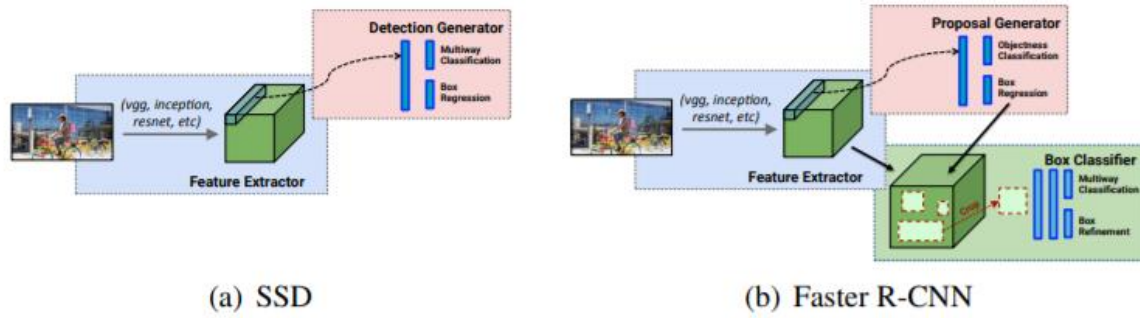 Detection Generator
Multiway
Classification
Box
Regression
(vgg, inception,
resnet, etc)
Feature Extractor
(a) SSD
Proposal Generator
Objectness
Classification
Box
Regression
(vgg, inception,
resnet, etc)
Feature Extractor
Box Classifier
Multiway
Classification
Crop
Box
Refinement
(b) Faster R-CNN